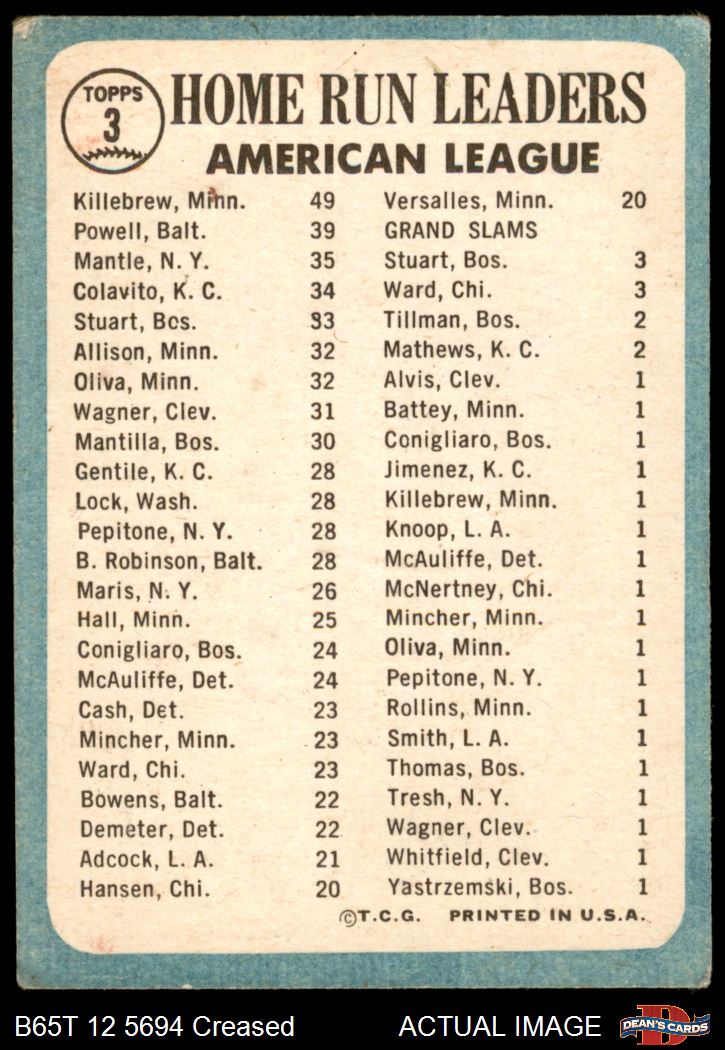 TOPPS
3
HOME RUN LEADERS
AMERICAN LEAGUE
Killebrew, Minn. 49
Powell, Balt. 39
Mantle, N. Y. 35
Colavito, K. C. 34
Stuart, Bos. 33
Allison, Minn. 32
Oliva, Minn. 32
Wagner, Clev. 31
Mantilla, Bos. 30
Gentile, K. C. 28
Lock, Wash. 28
Pepitone, N. Y. 28
B. Robinson, Balt. 28
Maris, N. Y. 26
Hall, Minn. 25
Conigliaro, Bos. 24
McAuliffe, Det. 24
Cash, Det. 23
Mincher, Minn. 23
Ward, Chi. 23
Bowens, Balt. 22
Demeter, Det. 22
Adcock, L. A. 21
Hansen, Chi. 20
Versalles, Minn. 20
GRAND SLAMS
Stuart, Bos. 3
Ward, Chi. 3
Tillman, Bos. 2
Mathews, K. C. 2
Alvis, Clev. 1
Battey, Minn. 1
Conigliaro, Bos. 1
Jimenez, K. C. 1
Killebrew, Minn. 1
Knoop, L. A. 1
McAuliffe, Det. 1
McNertney, Chi. 1
Mincher, Minn. 1
Oliva, Minn. 1
Pepitone, N. Y. 1
Rollins, Minn. 1
Smith, L. A. 1
Thomas, Bos. 1
Tresh, N. Y. 1
Wagner, Clev. 1
Whitfield, Clev. 1
Yastrzemski, Bos. 1
©T.C.G. PRINTED IN U.S.A.
B65T 12 5694 Creased
ACTUAL IMAGE
D
DEAN'S CARDS